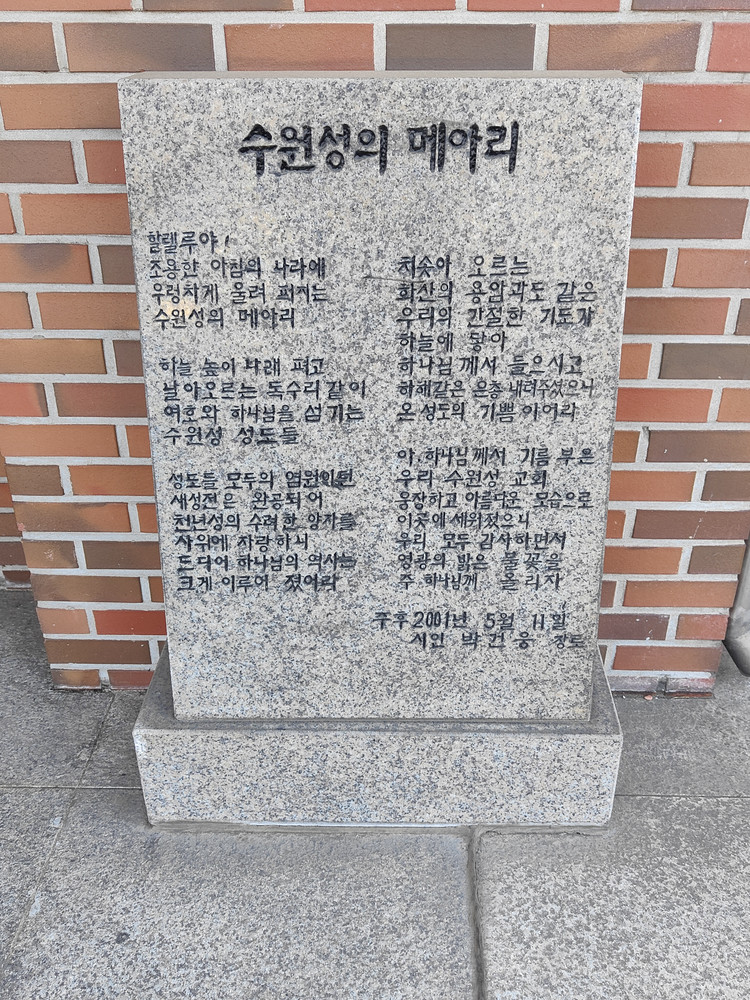 수원성의 메아리
할렐루야!
조용한 아침의 나라에
우렁차게 울려 퍼지는
수원성의 메아리
하늘 높이 나래 펴고
날아오르는 독수리 같이
여호와 하나님을 섬기는
수원성 성도들
성도들 모두의 염원이던
새성전은 완공되어
천년성의 수려한 양자를
사위에 자랑하니
드디어 하나님의 역사는
크게 이루어 졌어라
치솟아 오르는
화산의 용암과도 같은
우리의 간절한 기도가
하늘에 닿아
하나님께서 들으시고
하해같은 은총 내려주셨으니
온 성도의 기쁨 이어라
아, 하나님께서 기름 부은
우리 수원성 교회
웅장하고 아름다운 모습으로
이곳에 세워졌으니
우리 모두 감사하면서
영광의 밝은 불꽃을
주 하나님께 올리자
주후 2001년 5월 11일
시인 박건웅 장로